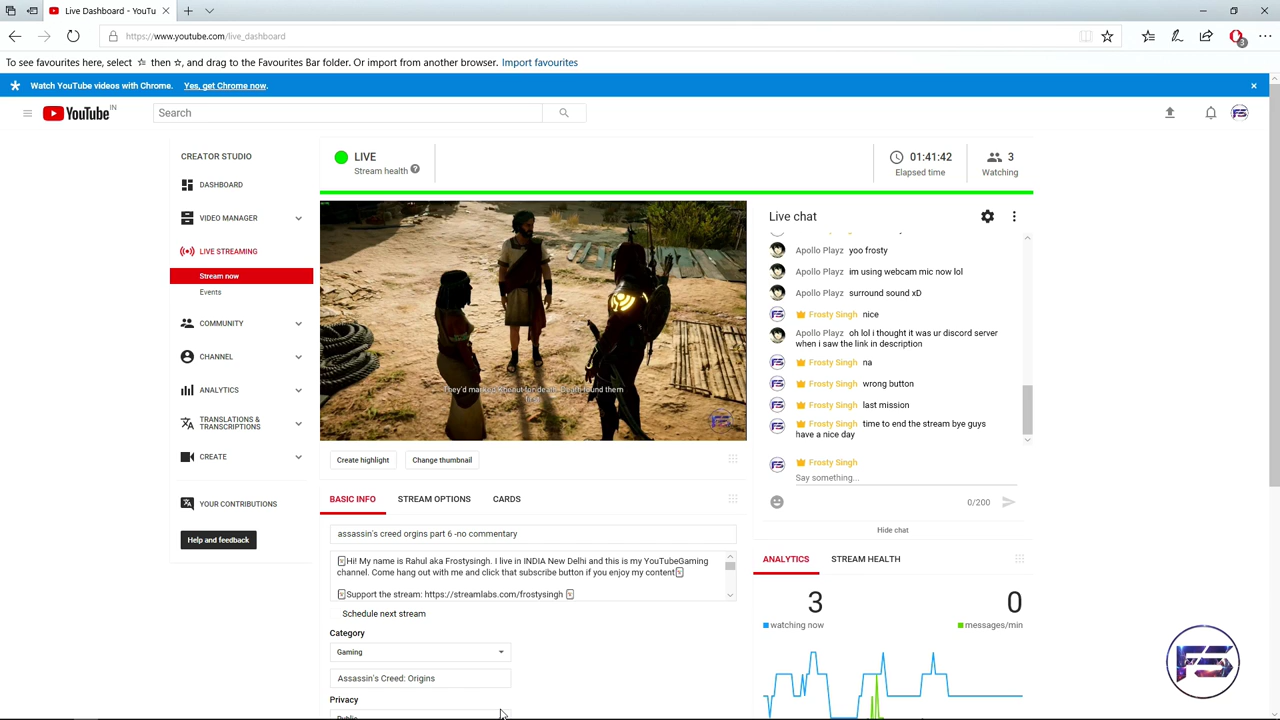 Live Dashboard - YouTu
https://www.youtube.com/live_dashboard
3
To see favourites here, select ☆ then ☆, and drag to the Favourites Bar folder. Or import from another browser. Import favourites
Watch YouTube videos with Chrome. Yes, get Chrome now.
YouTube IN
Search
FS
CREATOR STUDIO
DASHBOARD
VIDEO MANAGER
LIVE STREAMING
Stream now
Events
COMMUNITY
CHANNEL
ANALYTICS
TRANSLATIONS &
TRANSCRIPTIONS
CREATE
YOUR CONTRIBUTIONS
Help and feedback
LIVE
Stream health
01:41:42
Elapsed time
3
Watching
FS
Create highlight
Change thumbnail
BASIC INFO
STREAM OPTIONS
CARDS
assassin's creed orgins part 6 -no commentary
Hi! My name is Rahul aka Frostysingh. I live in INDIA New Delhi and this is my YouTubeGaming
channel. Come hang out with me and click that subscribe button if you enjoy my content
Support the stream: https://streamlabs.com/frostysingh
Schedule next stream
Category
Gaming
Assassin's Creed: Origins
Privacy
Public
Live chat
Apollo Playz yoo frosty
Apollo Playz im using webcam mic now lol
Apollo Playz surround sound xD
Frosty Singh nice
Apollo Playz oh lol i thought it was ur discord server
when i saw the link in description
Frosty Singh na
Frosty Singh wrong button
Frosty Singh last mission
Frosty Singh time to end the stream bye guys
have a nice day
Frosty Singh
Say something...
0/200
Hide chat
ANALYTICS
STREAM HEALTH
3
watching now
0
messages/min
FS